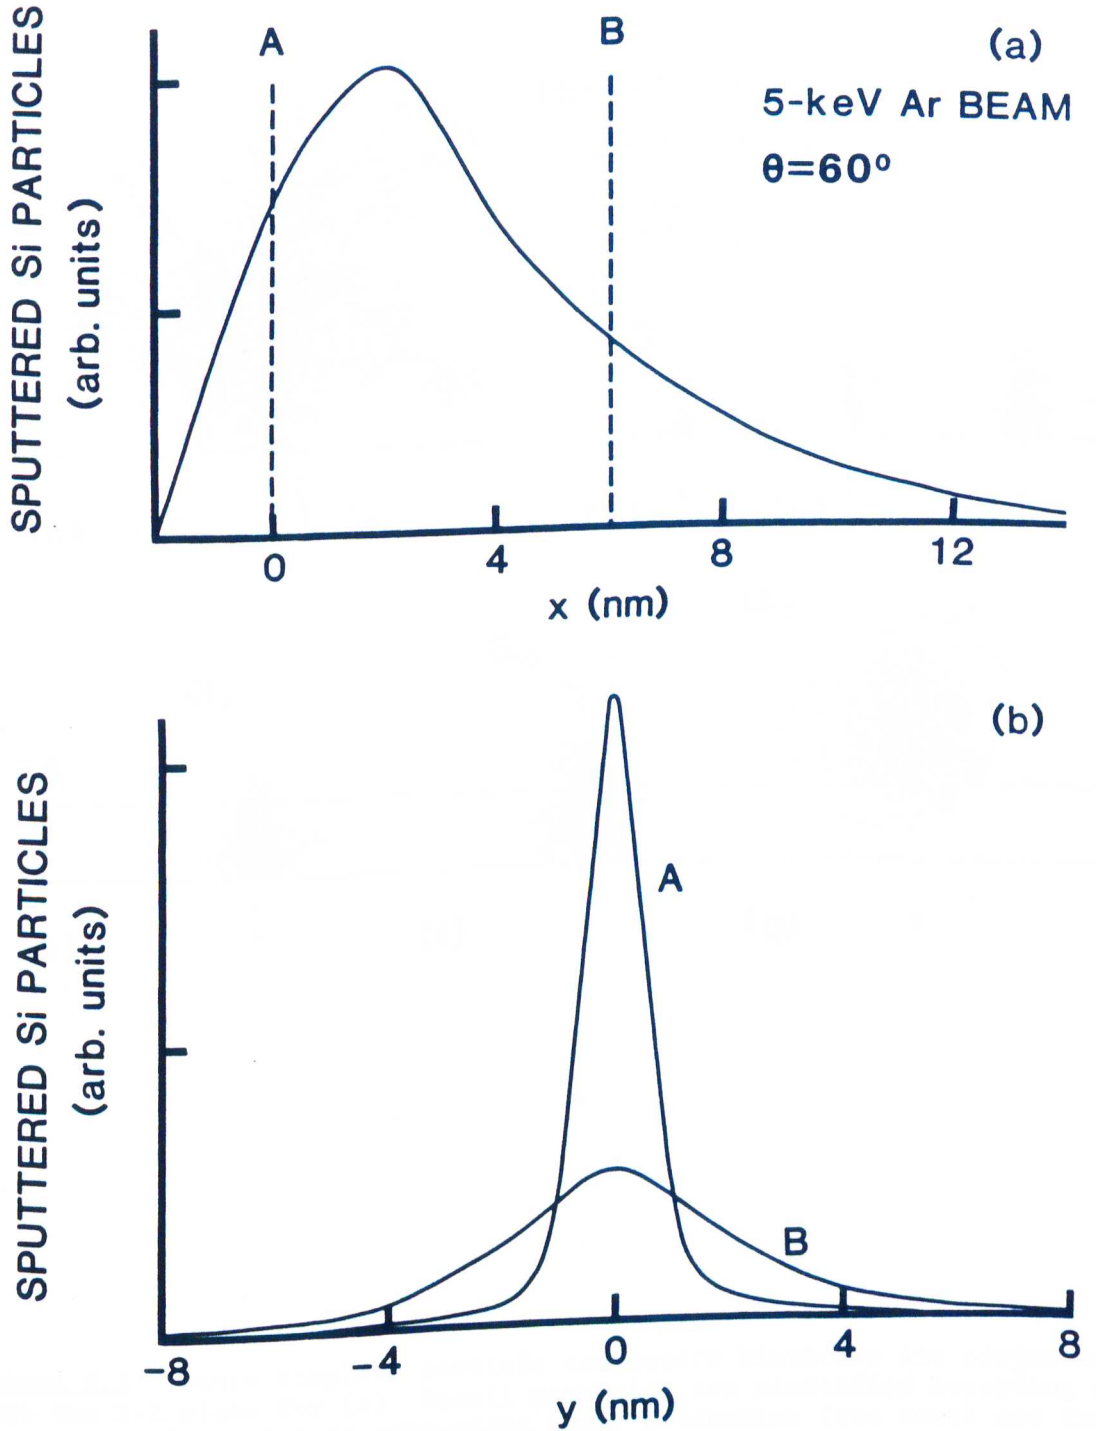 A
B
(a)
5-keV Ar BEAM
θ=60°
SPUTTERED Si PARTICLES
(arb. units)
0
4
8
12
x (nm)
(b)
A
B
SPUTTERED Si PARTICLES
(arb. units)
-8
-4
0
4
8
y (nm)